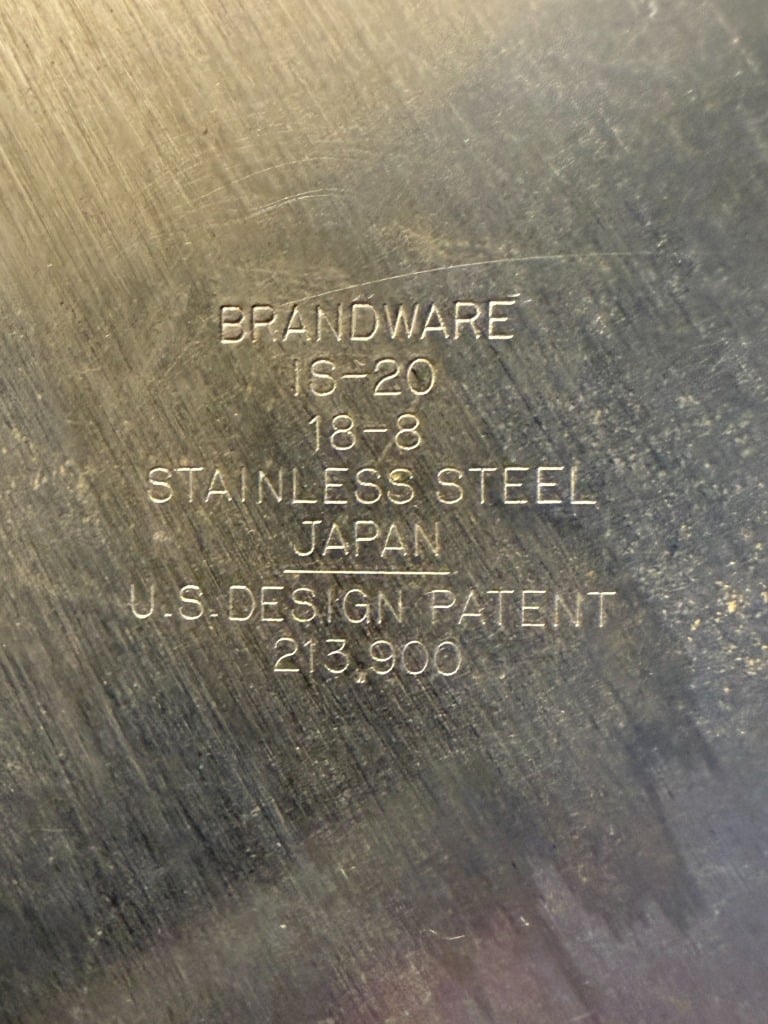 BRANDWARE
IS-20
18-8
STAINLESS STEEL
JAPAN
U.S. DESIGN PATENT
213,900